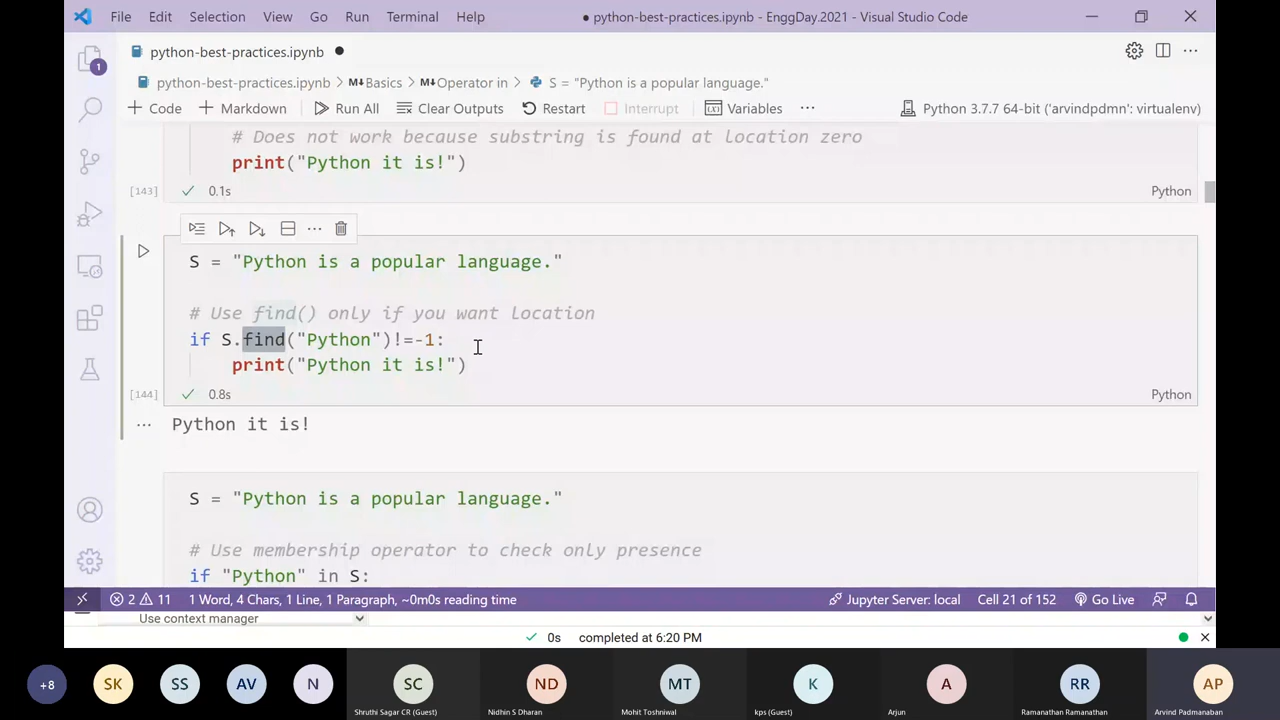 File Edit Selection View Go Run Terminal Help ● python-best-practices.ipynb - EnggDay.2021 - Visual Studio Code
python-best-practices.ipynb ●
1
python-best-practices.ipynb > M↓Basics > M↓Operator in > S = "Python is a popular language."
+ Code + Markdown Run All Clear Outputs Restart Interrupt Variables ··· Python 3.7.7 64-bit ('arvindpdmn': virtualenv)
# Does not work because substring is found at location zero
print("Python it is!")
[143] ✓ 0.1s Python
S = "Python is a popular language."
# Use find() only if you want location
if S.find("Python")!=-1:
print("Python it is!")
[144] ✓ 0.8s Python
··· Python it is!
S = "Python is a popular language."
# Use membership operator to check only presence
if "Python" in S:
2 11 1 Word, 4 Chars, 1 Line, 1 Paragraph, ~0m0s reading time Jupyter Server: local Cell 21 of 152 Go Live
Use context manager
✓ 0s completed at 6:20 PM
+8 SK SS AV N SC ND MT K A RR AP
Shruthi Sagar CR (Guest) Nidhin S Dharan Mohit Toshniwal kps (Guest) Arjun Ramanathan Ramanathan Arvind Padmanaban